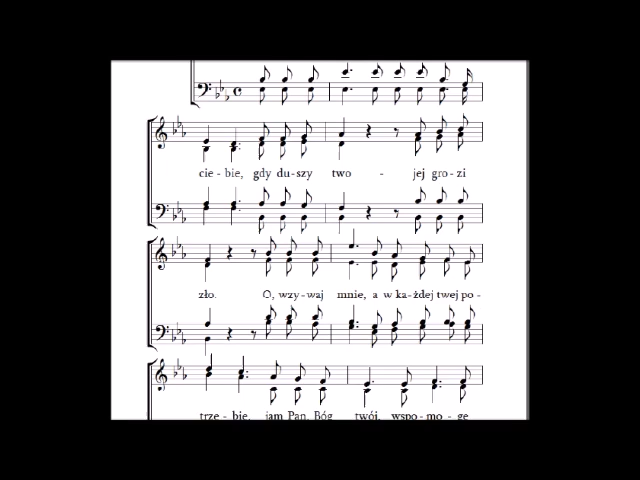 cie - bie, gdy du - szy two - jej gro - zi
zło. O, wzy - waj mnie, a w ka - żdej twej po -
trze - bie, jam Pan, Bóg twój, wspo - mo - gę